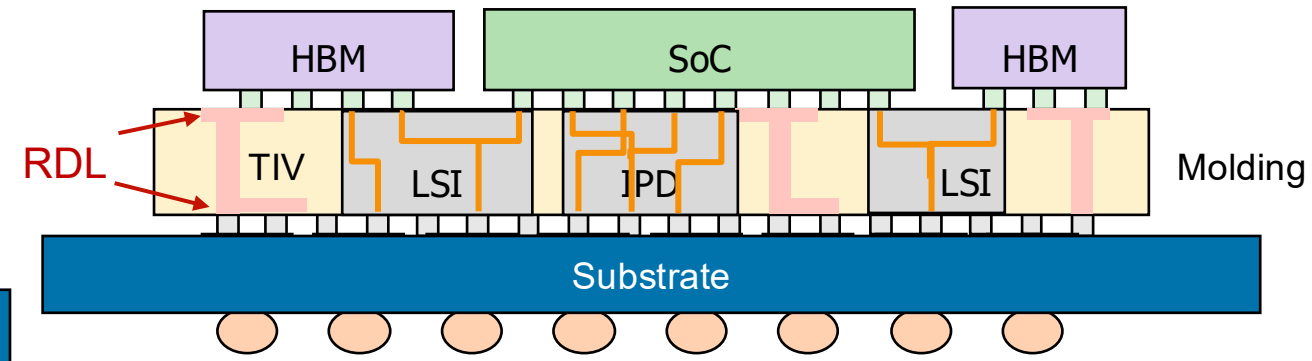 HBM
SoC
HBM
RDL
TIV
LSI
IPD
LSI
Molding
Substrate